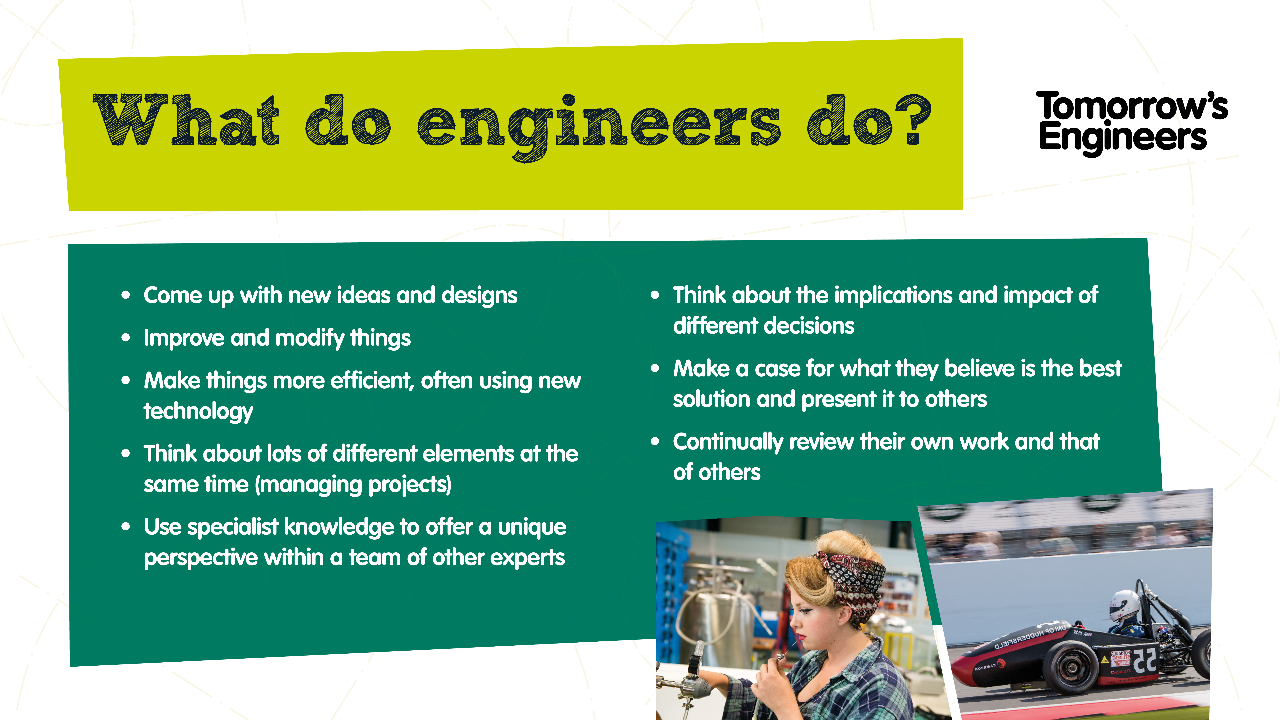 What do engineers do?
Tomorrow's
Engineers
• Come up with new ideas and designs
• Improve and modify things
• Make things more efficient, often using new
technology
• Think about lots of different elements at the
same time (managing projects)
• Use specialist knowledge to offer a unique
perspective within a team of other experts
• Think about the implications and impact of
different decisions
• Make a case for what they believe is the best
solution and present it to others
• Continually review their own work and that
of others
UNI OF HUDDERSFIELD
55